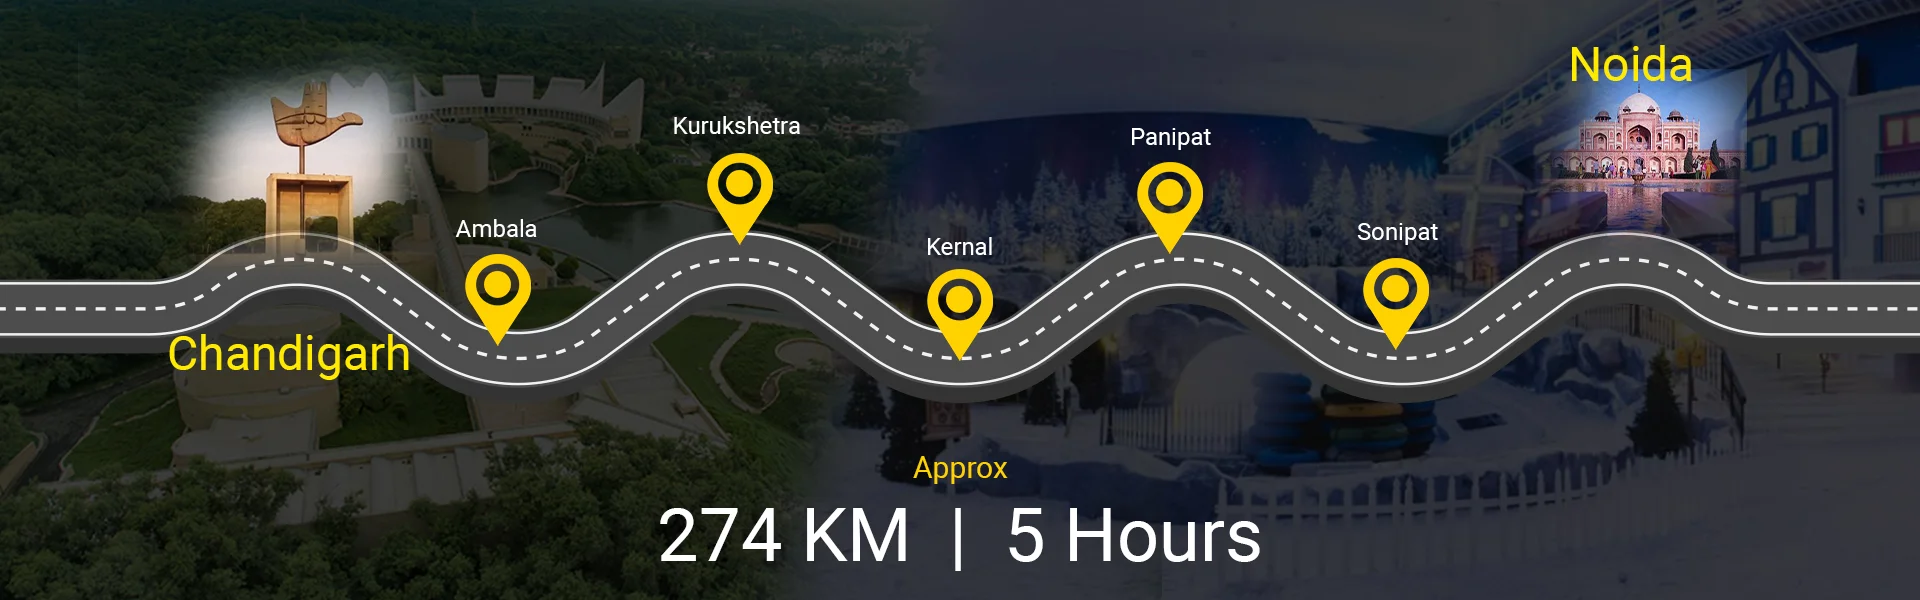 Noida
Kurukshetra
Panipat
Ambala
Sonipat
Kernal
Chandigarh
Approx
274 KM | 5 Hours